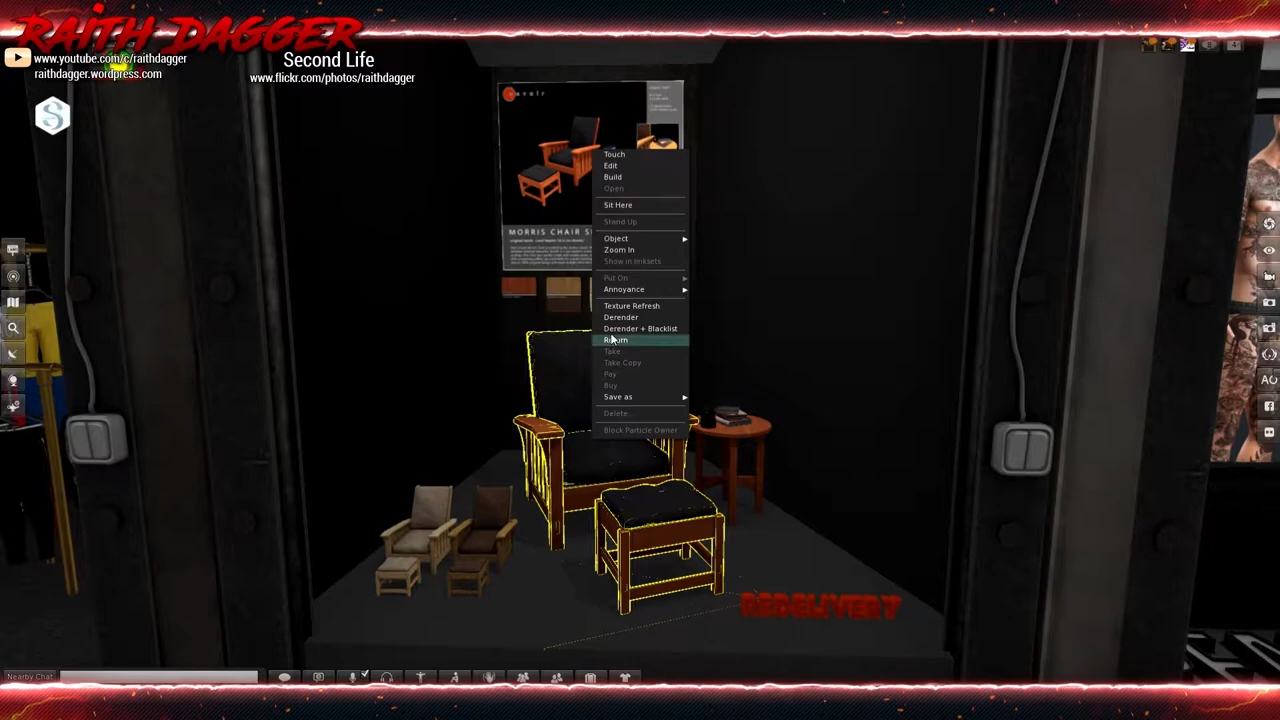 RAITH DAGGER
www.youtube.com/c/raithdagger
raithdagger.wordpress.com
Second Life
www.flickr.com/photos/raithdagger
MORRIS CHAIR
Touch
Edit
Build
Open
Sit Here
Stand Up
Object
Zoom In
Show in linksets
Put On
Annoyance
Texture Refresh
Derender
Derender + Blacklist
Return
Take
Take Copy
Pay
Buy
Save as
Delete
Block Particle Owner
REDELIVERY
AO
Nearby Chat